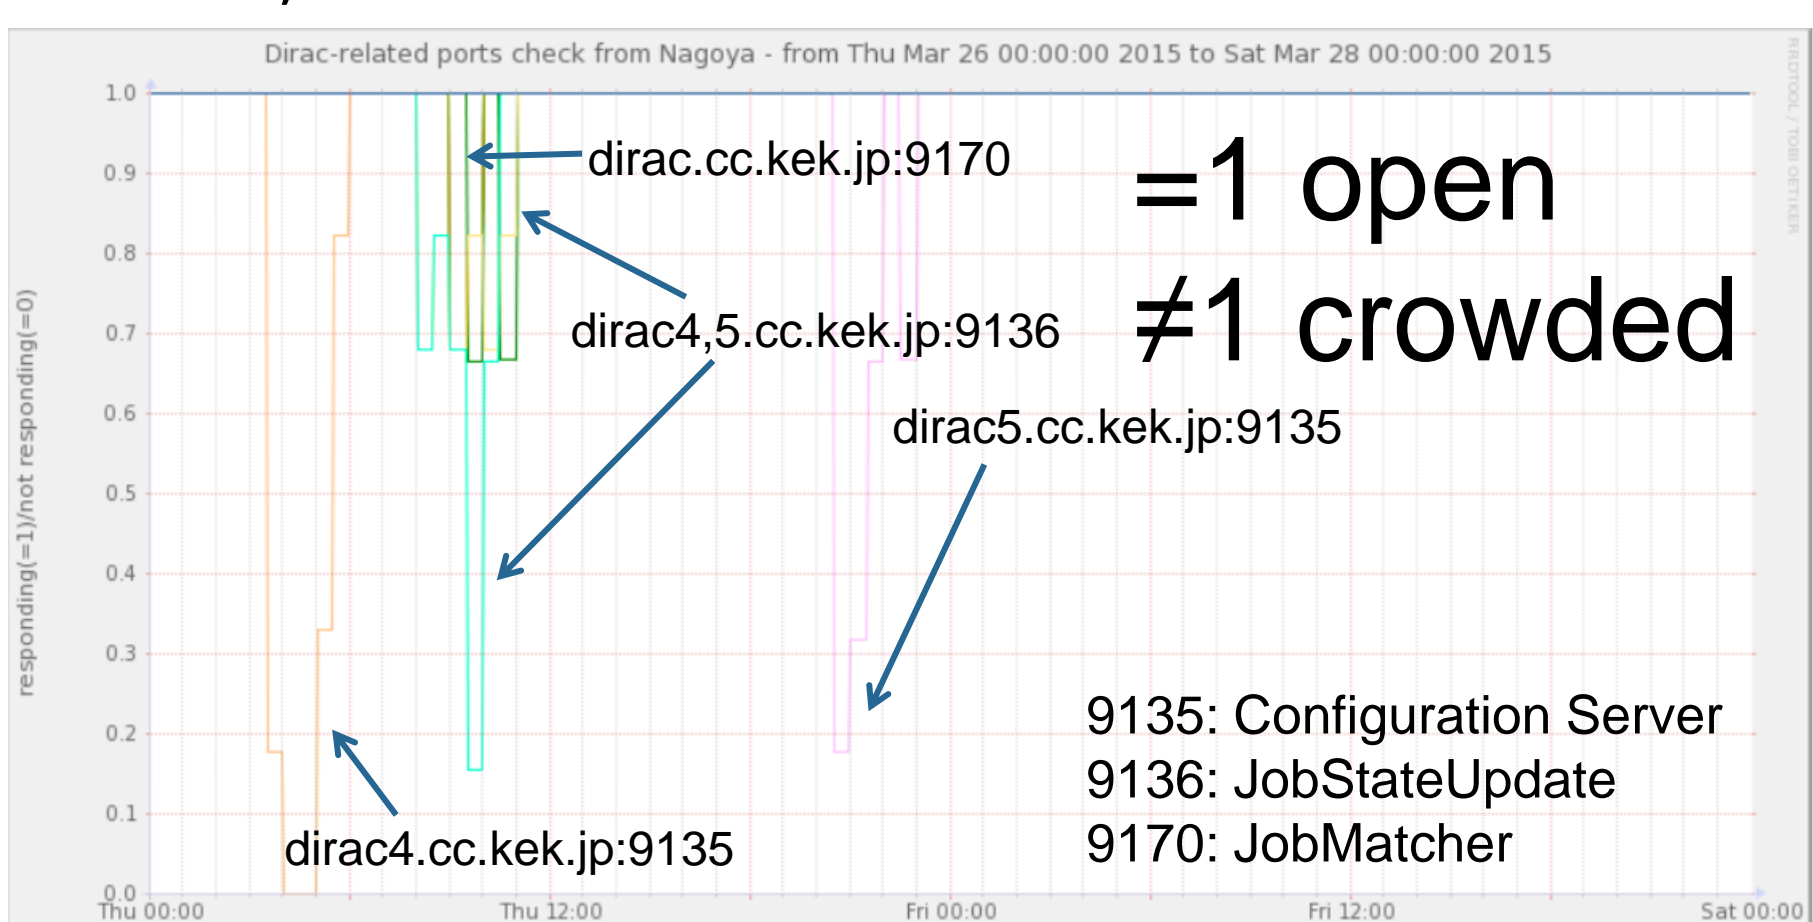 Dirac-related ports check from Nagoya - from Thu Mar 26 00:00:00 2015 to Sat Mar 28 00:00:00 2015
RRDTOOL / TOBI OETIKER
responding(=1)/not responding(=0)
1.0
0.9
0.8
0.7
0.6
0.5
0.4
0.3
0.2
0.1
0.0
dirac.cc.kek.jp:9170
=1 open
dirac4,5.cc.kek.jp:9136
≠1 crowded
dirac5.cc.kek.jp:9135
9135: Configuration Server
9136: JobStateUpdate
9170: JobMatcher
dirac4.cc.kek.jp:9135
Thu 00:00
Thu 12:00
Fri 00:00
Fri 12:00
Sat 00:00